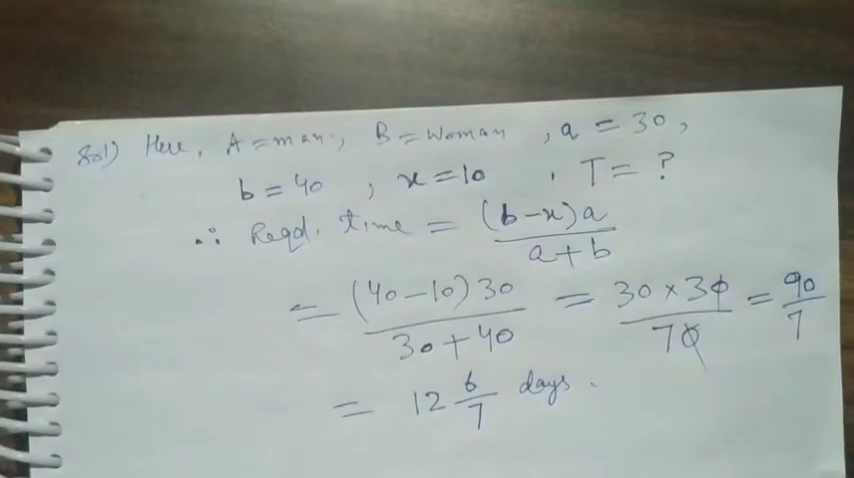 Sol) Here, A = man, B = Woman, a = 30,
b = 40, x = 10, T = ?
∴ Reqd. time = (b-x)a / a+b
= (40-10)30 / 30+40 = 30×30 / 70 = 90/7
= 12 6/7 days.